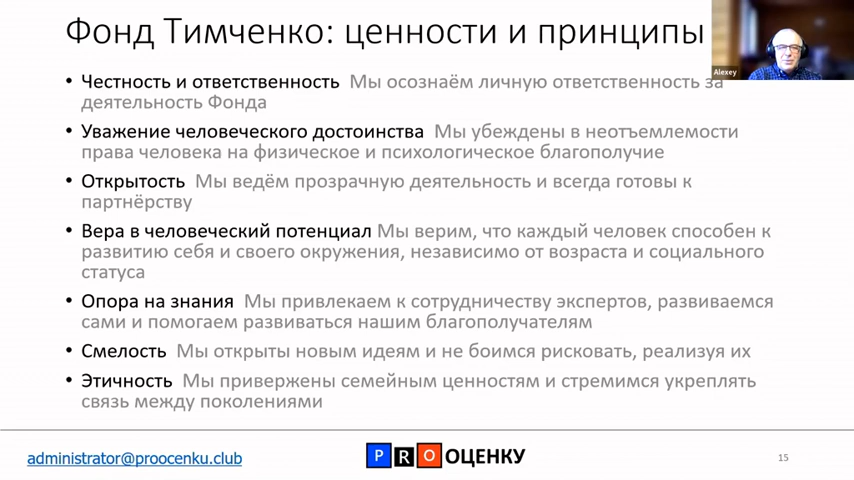 Фонд Тимченко: ценности и принципы
Alexey
• Честность и ответственность Мы осознаём личную ответственность за
деятельность Фонда
• Уважение человеческого достоинства Мы убеждены в неотъемлемости
права человека на физическое и психологическое благополучие
• Открытость Мы ведём прозрачную деятельность и всегда готовы к
партнёрству
• Вера в человеческий потенциал Мы верим, что каждый человек способен к
развитию себя и своего окружения, независимо от возраста и социального
статуса
• Опора на знания Мы привлекаем к сотрудничеству экспертов, развиваемся
сами и помогаем развиваться нашим благополучателям
• Смелость Мы открыты новым идеям и не боимся рисковать, реализуя их
• Этичность Мы привержены семейным ценностям и стремимся укреплять
связь между поколениями
administrator@proocenku.club
PRO ОЦЕНКУ
15